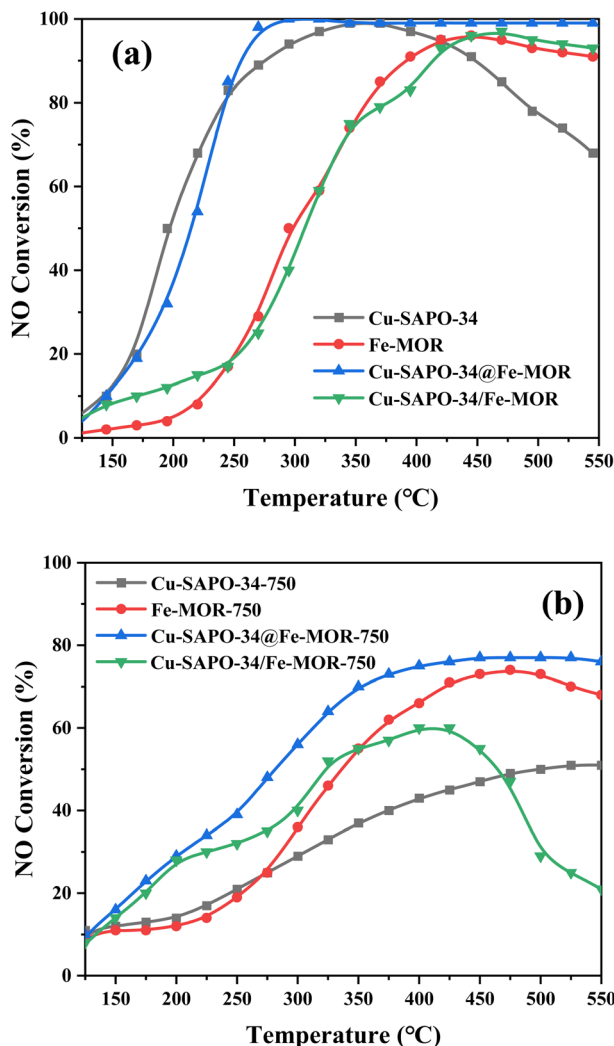 (a)
NO Conversion (%)
100
80
60
40
20
0
Cu-SAPO-34
Fe-MOR
Cu-SAPO-34@Fe-MOR
Cu-SAPO-34/Fe-MOR
150 200 250 300 350 400 450 500 550
Temperature (°C)
(b)
NO Conversion (%)
100
80
60
40
20
0
Cu-SAPO-34-750
Fe-MOR-750
Cu-SAPO-34@Fe-MOR-750
Cu-SAPO-34/Fe-MOR-750
150 200 250 300 350 400 450 500 550
Temperature (°C)